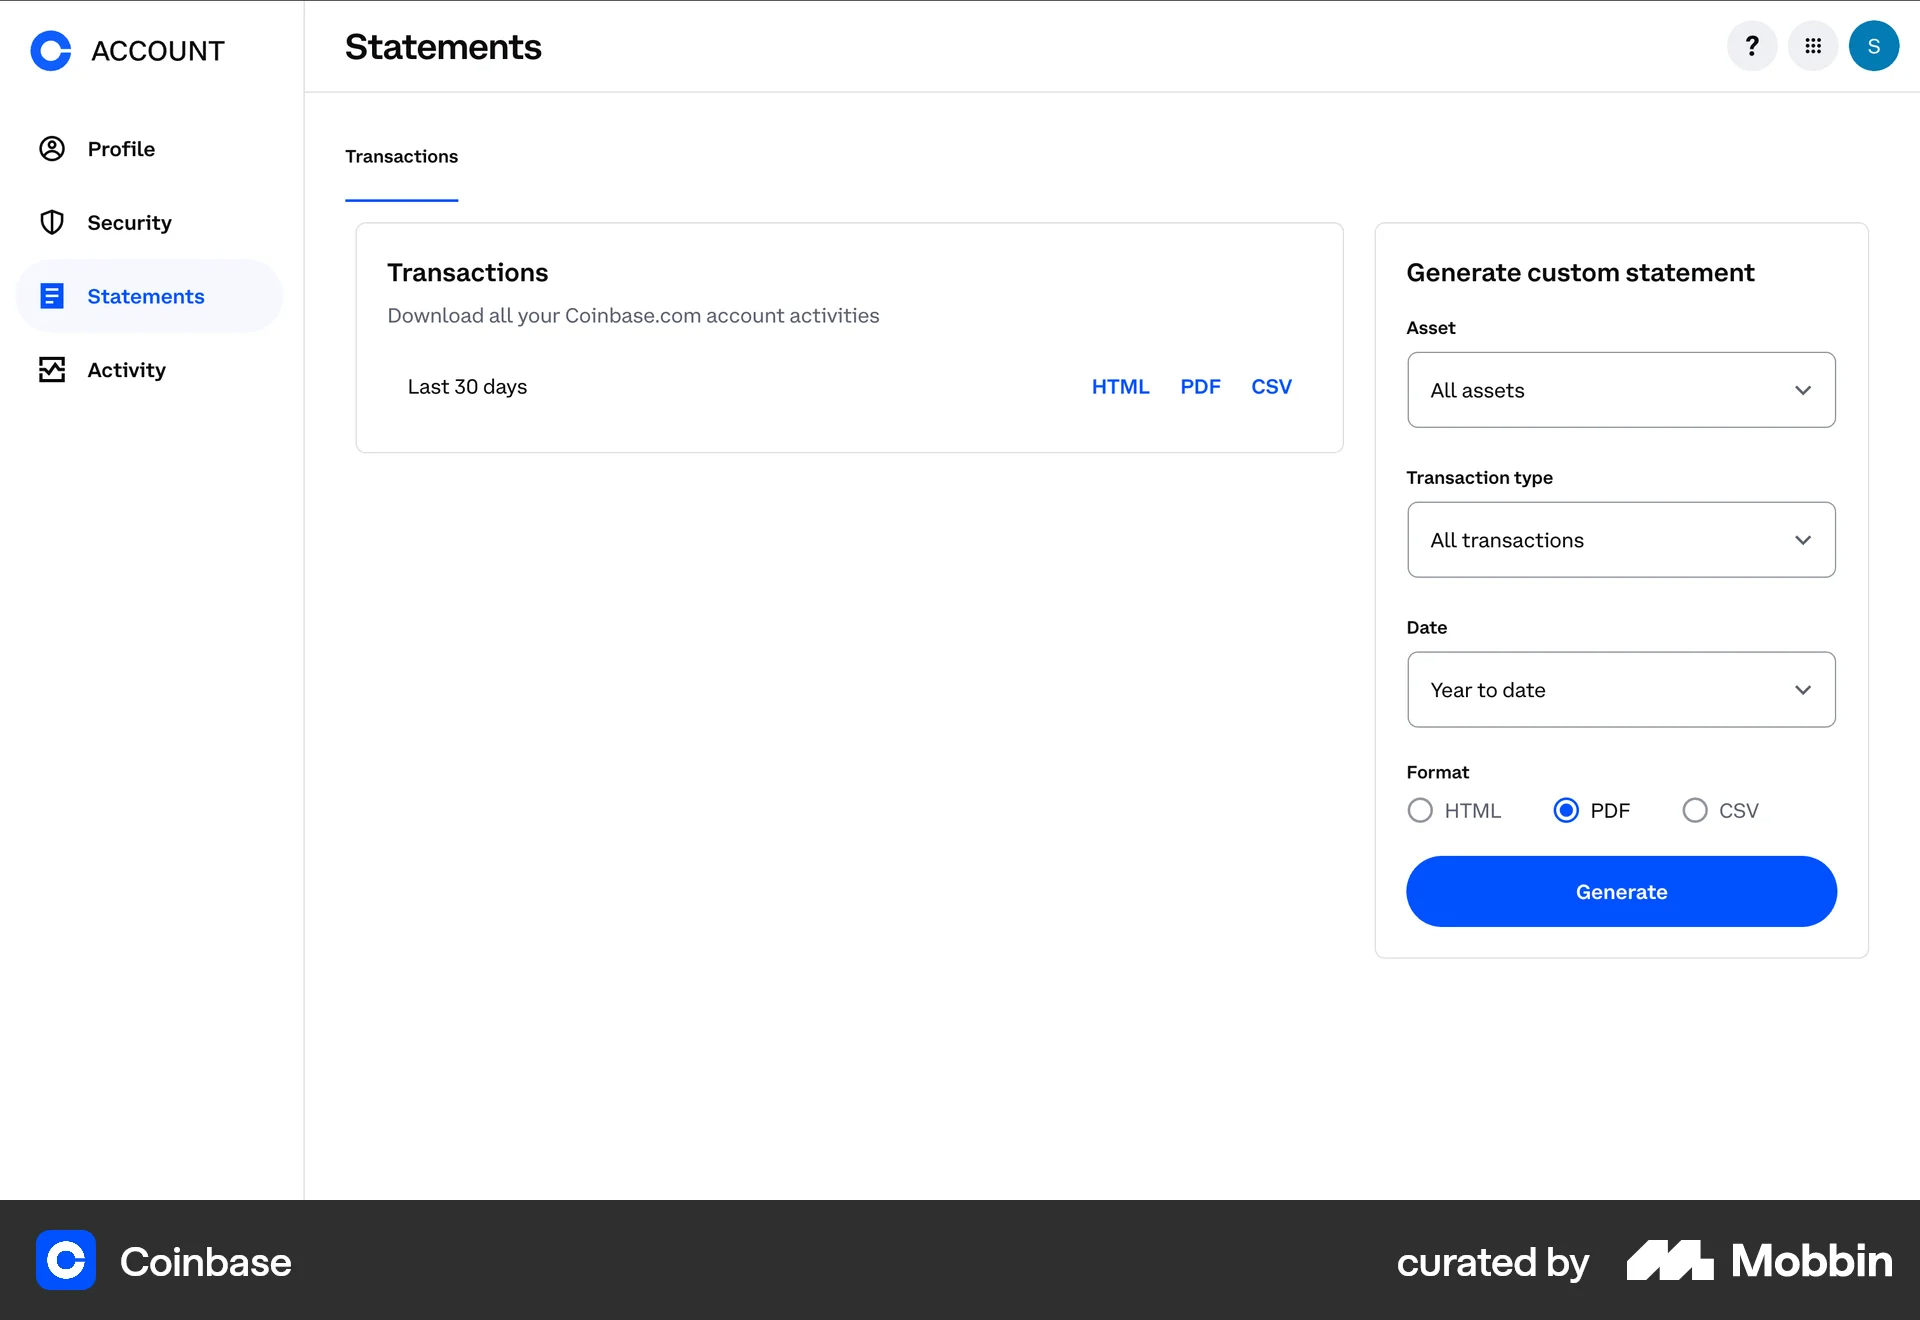 ACCOUNT
Statements
?
S
Profile
Security
Statements
Activity
Transactions
Transactions
Download all your Coinbase.com account activities
Last 30 days
HTML PDF CSV
Generate custom statement
Asset
All assets
Transaction type
All transactions
Date
Year to date
Format
HTML PDF CSV
Generate
Coinbase
curated by Mobbin